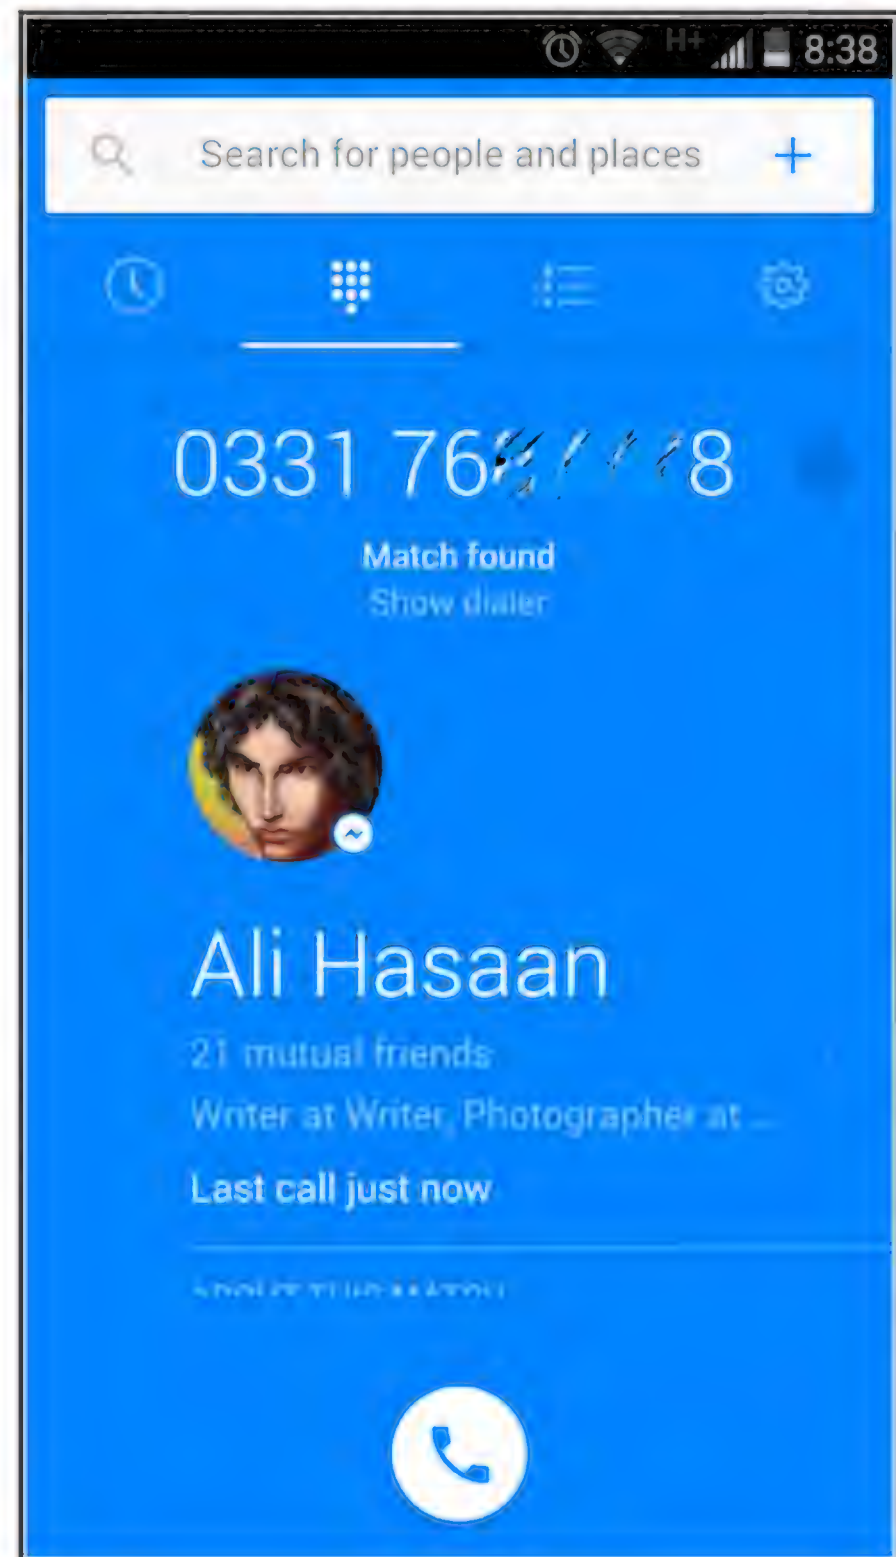 H+ 8:38
Search for people and places +
0331 76 8
Match found
Show dialer
Ali Hasaan
21 mutual friends
Writer at Writer, Photographer at ...
Last call just now